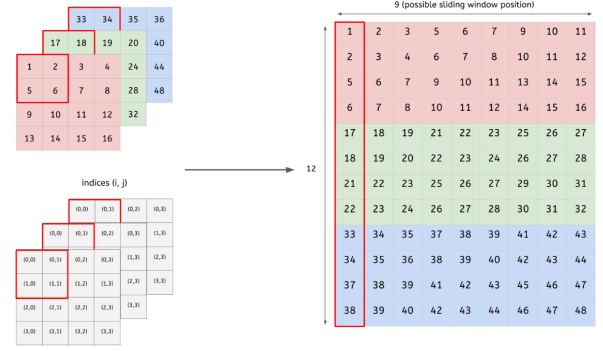 33 34 35 36
17 18 19 20 40
1 2 3 4 24 44
5 6 7 8 28 48
9 10 11 12 32
13 14 15 16
indices (i, j)
(0,0) (0,1) (0,2) (0,3)
(0,0) (0,1) (0,2) (0,3) (1,3)
(0,0) (0,1) (0,2) (0,3) (1,3) (2,3)
(1,0) (1,1) (1,2) (1,3) (2,3) (3,3)
(2,0) (2,1) (2,2) (2,3) (3,3)
(3,0) (3,1) (3,2) (3,3)
9 (possible sliding window position)
12
1 2 3 5 6 7 9 10 11
2 3 4 6 7 8 10 11 12
5 6 7 9 10 11 13 14 15
6 7 8 10 11 12 14 15 16
17 18 19 21 22 23 25 26 27
18 19 20 22 23 24 26 27 28
21 22 23 25 26 27 29 30 31
22 23 24 26 27 28 30 31 32
33 34 35 37 38 39 41 42 43
34 35 36 38 39 40 42 43 44
37 38 39 41 42 43 45 46 47
38 39 40 42 43 44 46 47 48